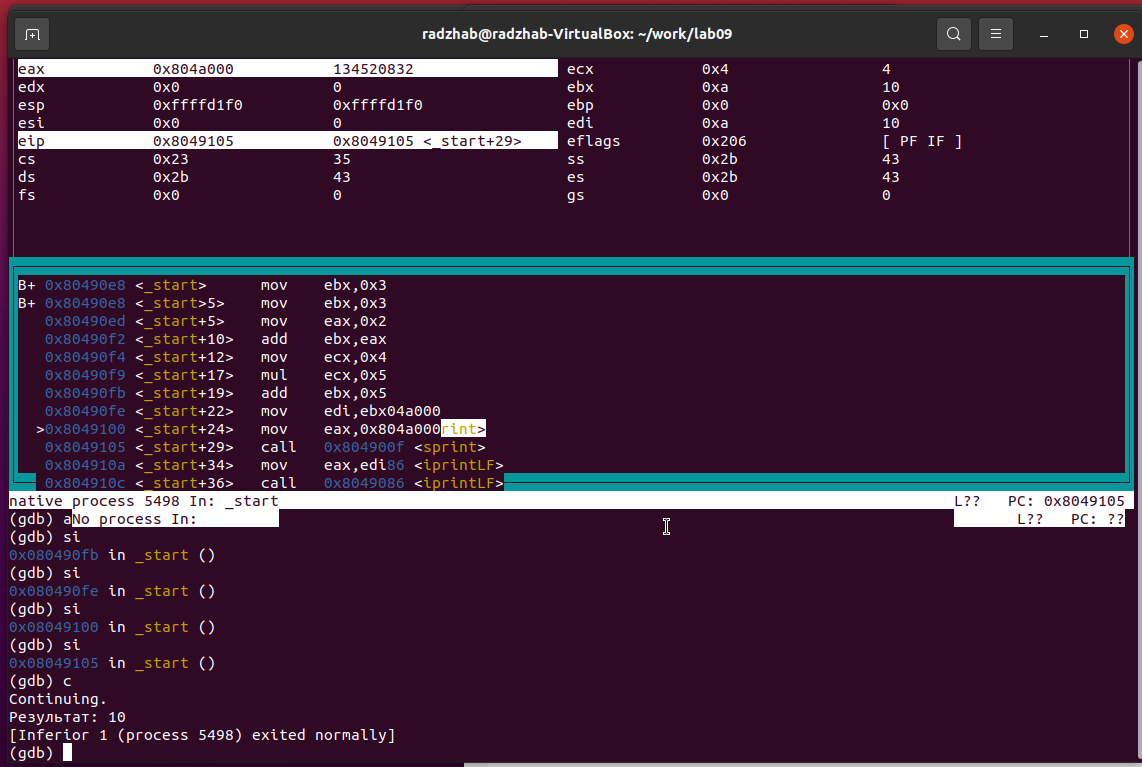 radzhab@radzhab-VirtualBox: ~/work/lab09
eax 0x804a000 134520832 ecx 0x4 4
edx 0x0 0 ebx 0xa 10
esp 0xffffd1f0 0xffffd1f0 ebp 0x0 0x0
esi 0x0 0 edi 0xa 10
eip 0x8049105 0x8049105 <_start+29> eflags 0x206 [ PF IF ]
cs 0x23 35 ss 0x2b 43
ds 0x2b 43 es 0x2b 43
fs 0x0 0 gs 0x0 0
B+ 0x80490e8 <_start> mov ebx,0x3
B+ 0x80490e8 <_start>5> mov ebx,0x3
0x80490ed <_start+5> mov eax,0x2
0x80490f2 <_start+10> add ebx,eax
0x80490f4 <_start+12> mov ecx,0x4
0x80490f9 <_start+17> mul ecx,0x5
0x80490fb <_start+19> add ebx,0x5
0x80490fe <_start+22> mov edi,ebx04a000
>0x8049100 <_start+24> mov eax,0x804a000rint>
0x8049105 <_start+29> call 0x804900f <sprint>
0x804910a <_start+34> mov eax,edi86 <iprintLF>
0x804910c <_start+36> call 0x8049086 <iprintLF>
native process 5498 In: _start L?? PC: 0x8049105
(gdb) aNo process In: L?? PC: ??
(gdb) si
0x080490fb in _start ()
(gdb) si
0x080490fe in _start ()
(gdb) si
0x08049100 in _start ()
(gdb) si
0x08049105 in _start ()
(gdb) c
Continuing.
Результат: 10
[Inferior 1 (process 5498) exited normally]
(gdb)